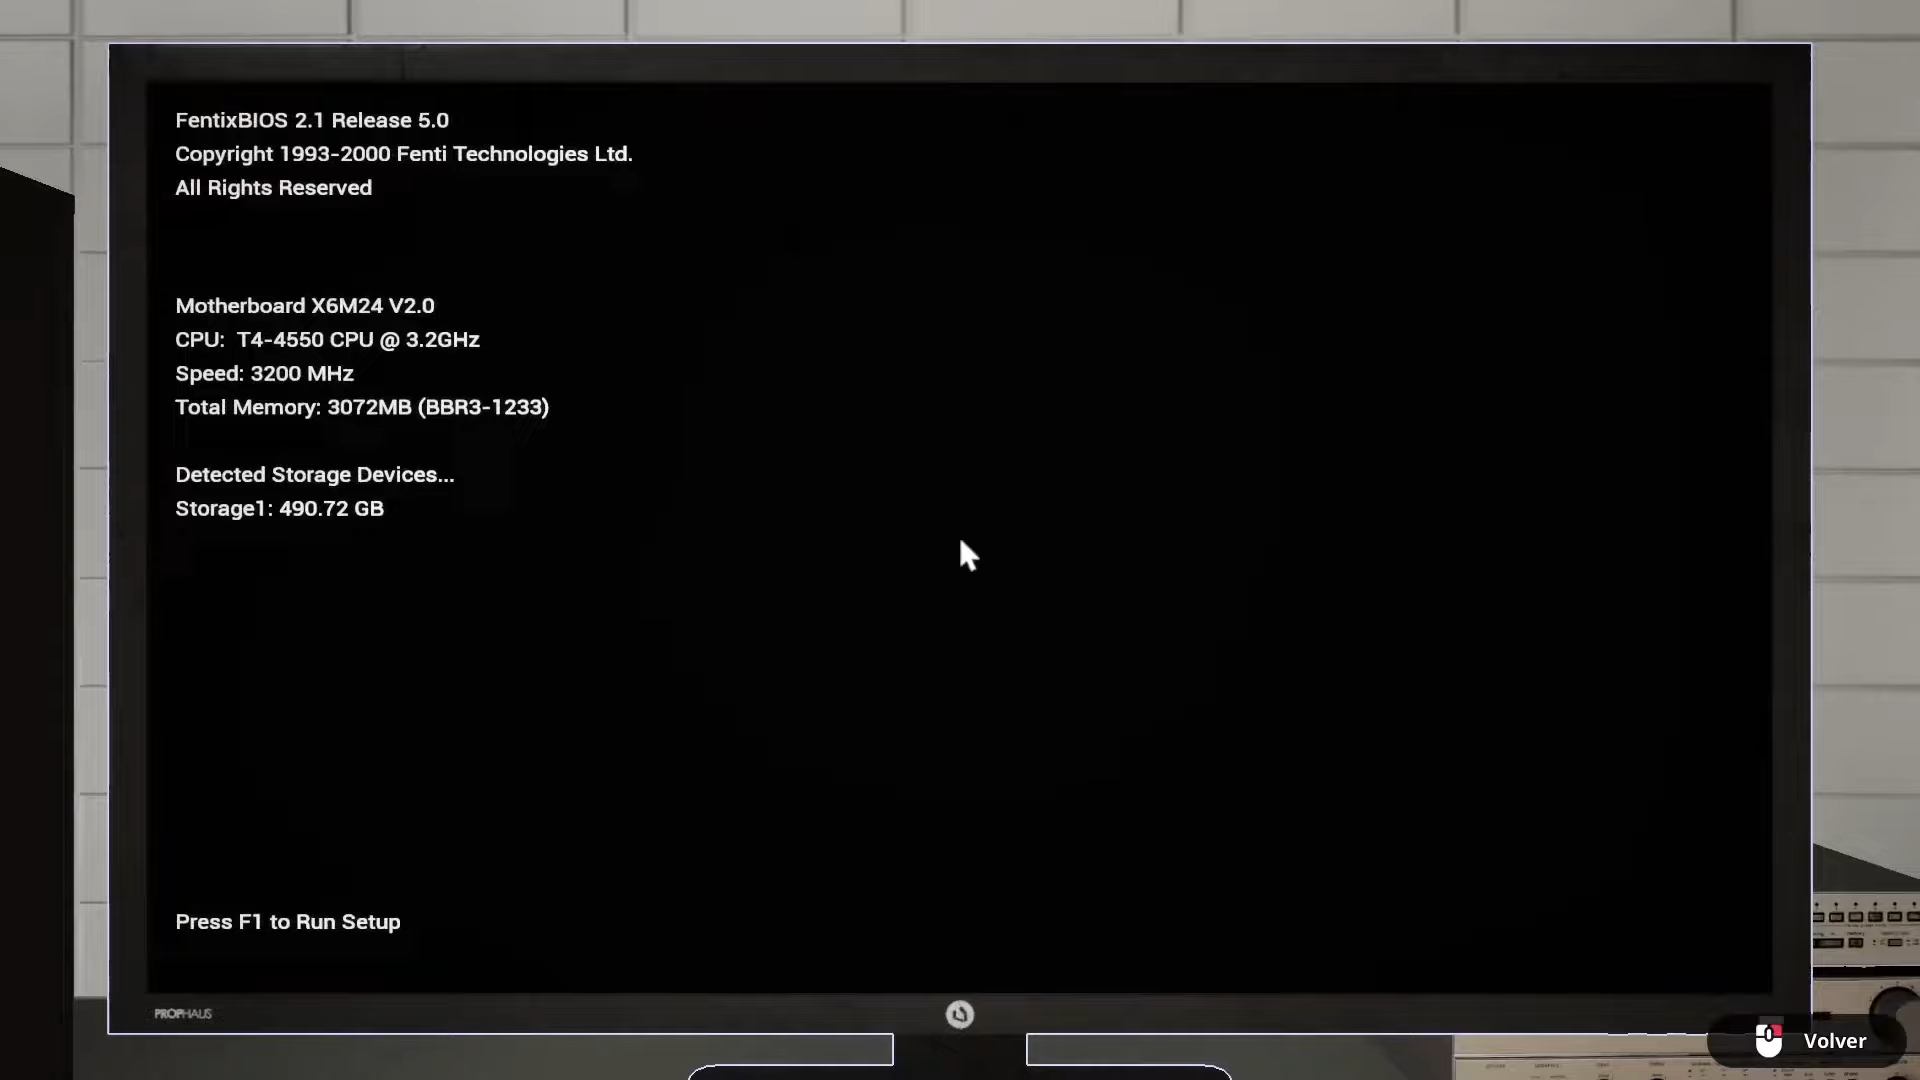 FentixBIOS 2.1 Release 5.0
Copyright 1993-2000 Fenti Technologies Ltd.
All Rights Reserved
Motherboard X6M24 V2.0
CPU:  T4-4550 CPU @ 3.2GHz
Speed: 3200 MHz
Total Memory: 3072MB (BBR3-1233)
Detected Storage Devices...
Storage1: 490.72 GB
Press F1 to Run Setup
PROPHAUS
Volver